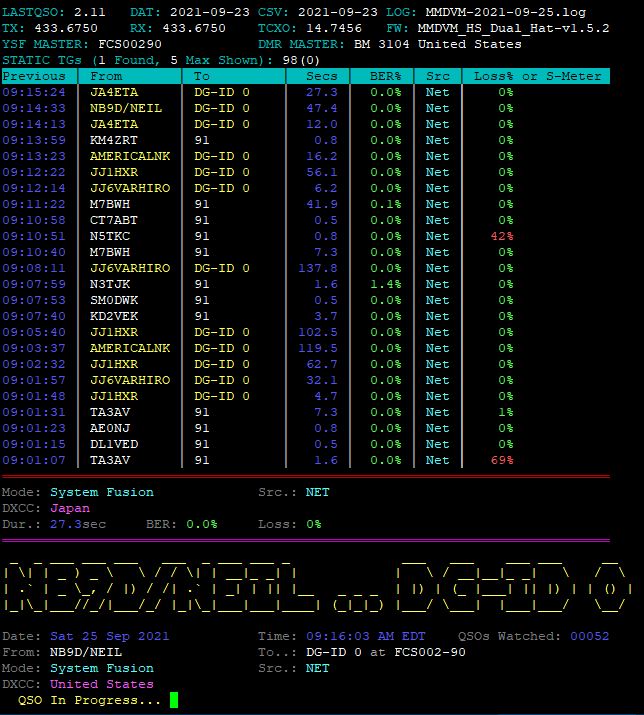 LASTQSO: 2.11 DAT: 2021-09-23 CSV: 2021-09-23 LOG: MMDVM-2021-09-25.log
TX: 433.6750 RX: 433.6750 TCXO: 14.7456 FW: MMDVM_HS_Dual_Hat-v1.5.2
YSF MASTER: FCS00290 DMR MASTER: BM 3104 United States
STATIC TGs (1 Found, 5 Max Shown): 98(0)
Previous | From | To | Secs | BER% | Src | Loss% or S-Meter
09:15:24 | JA4ETA | DG-ID 0 | 27.3 | 0.0% | Net | 0%
09:14:33 | NB9D/NEIL | DG-ID 0 | 47.4 | 0.0% | Net | 0%
09:14:13 | JA4ETA | DG-ID 0 | 12.0 | 0.0% | Net | 0%
09:13:59 | KM4ZRT | 91 | 0.8 | 0.0% | Net | 0%
09:13:23 | AMERICALNK | DG-ID 0 | 16.2 | 0.0% | Net | 0%
09:12:22 | JJ1HXR | DG-ID 0 | 56.1 | 0.0% | Net | 0%
09:12:14 | JJ6VARHIRO | DG-ID 0 | 6.2 | 0.0% | Net | 0%
09:11:22 | M7BWH | 91 | 41.9 | 0.1% | Net | 0%
09:10:58 | CT7ABT | 91 | 0.5 | 0.0% | Net | 0%
09:10:51 | N5TKC | 91 | 0.8 | 0.0% | Net | 42%
09:10:40 | M7BWH | 91 | 7.3 | 0.0% | Net | 0%
09:08:11 | JJ6VARHIRO | DG-ID 0 | 137.8 | 0.0% | Net | 0%
09:07:59 | N3TJK | 91 | 1.6 | 1.4% | Net | 0%
09:07:53 | SM0DWK | 91 | 0.5 | 0.0% | Net | 0%
09:07:40 | KD2VEK | 91 | 3.7 | 0.0% | Net | 0%
09:05:40 | JJ1HXR | DG-ID 0 | 102.5 | 0.0% | Net | 0%
09:03:37 | AMERICALNK | DG-ID 0 | 119.5 | 0.0% | Net | 0%
09:02:32 | JJ1HXR | DG-ID 0 | 62.7 | 0.0% | Net | 0%
09:01:57 | JJ6VARHIRO | DG-ID 0 | 32.1 | 0.0% | Net | 0%
09:01:48 | JJ1HXR | DG-ID 0 | 4.7 | 0.0% | Net | 0%
09:01:31 | TA3AV | 91 | 7.3 | 0.0% | Net | 1%
09:01:23 | AE0NJ | 91 | 0.8 | 0.0% | Net | 0%
09:01:15 | DL1VED | 91 | 0.5 | 0.0% | Net | 0%
09:01:07 | TA3AV | 91 | 1.6 | 0.0% | Net | 69%
Mode: System Fusion Src.: NET
DXCC: Japan
Dur.: 27.3sec BER: 0.0% Loss: 0%
Date: Sat 25 Sep 2021 Time: 09:16:03 AM EDT QSOs Watched: 00052
From: NB9D/NEIL To..: DG-ID 0 at FCS002-90
Mode: System Fusion Src.: NET
DXCC: United States
QSO In Progress...